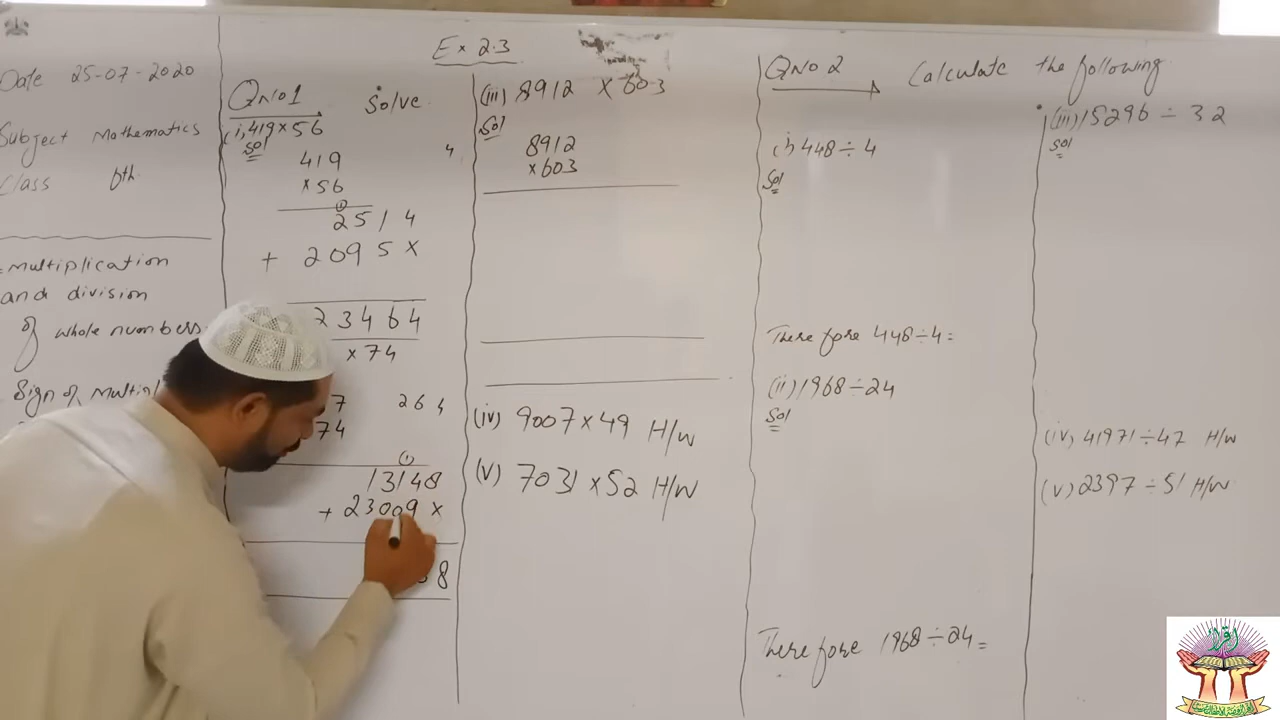 Date 25-07-2020
Subject Mathematics
Class 6th
=multiplication
and division
of whole numbers
Sign of Multipl
Ex 2.3
QNO1 Solve
(i) 419×56
Sol
419
×56
2514
+ 2095×
23464
×74
7 264
74
13148
+ 23009×
8
(iii) 8912 × 603
Sol
8912
×603
(iv) 9007×49 H/W
(v) 7031×52 H/W
QNO 2 Calculate the following
(i) 448÷4
Sol
There fore 448÷4=
(ii) 1968÷24
Sol
There fore 1968÷24=
(iii) 15296÷32
Sol
(iv) 41971÷47 H/W
(v) 2397÷51 H/W
اقرأ